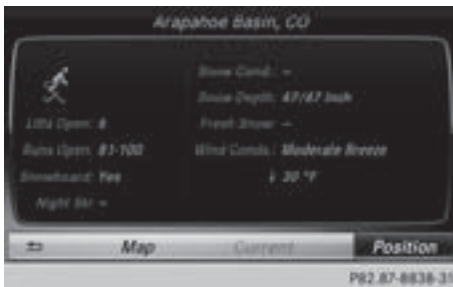 Arapahoe Basin, CO
Snow Cond.: –
Snow Depth: 47/47 Inch
Lifts Open: 6
Fresh Snow: –
Runs Open: 81-100
Wind Conds.: Moderate Breeze
Snowboard: Yes
30 °F
Night Ski: –
Map
Current
Position
P82.87-8838-31